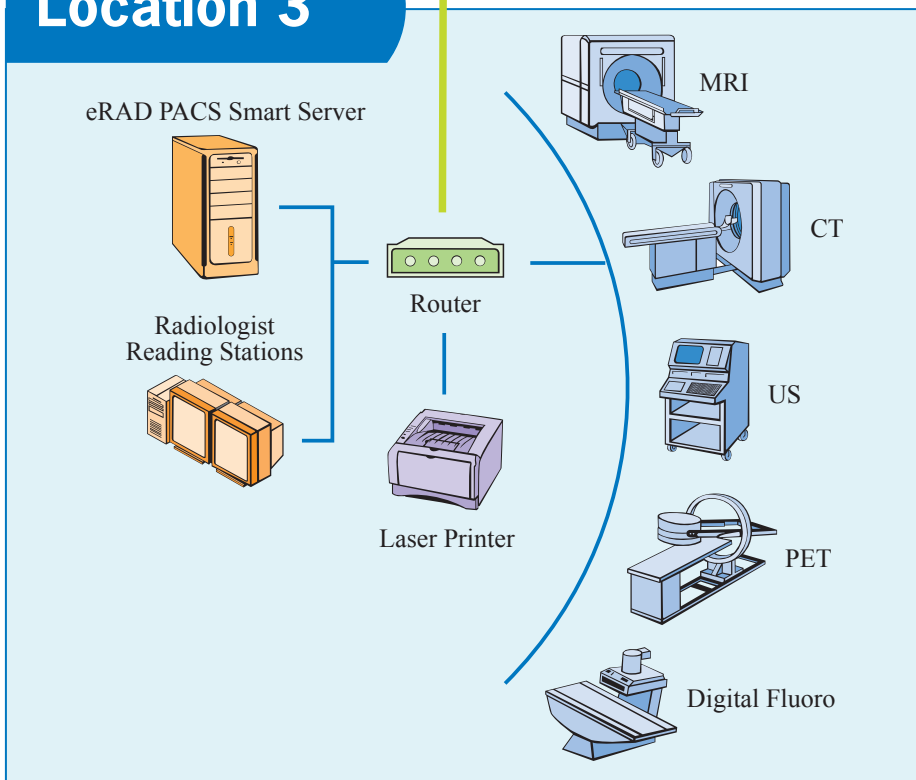 Location 3
eRAD PACS Smart Server
MRI
CT
Router
Radiologist
Reading Stations
US
Laser Printer
PET
Digital Fluoro